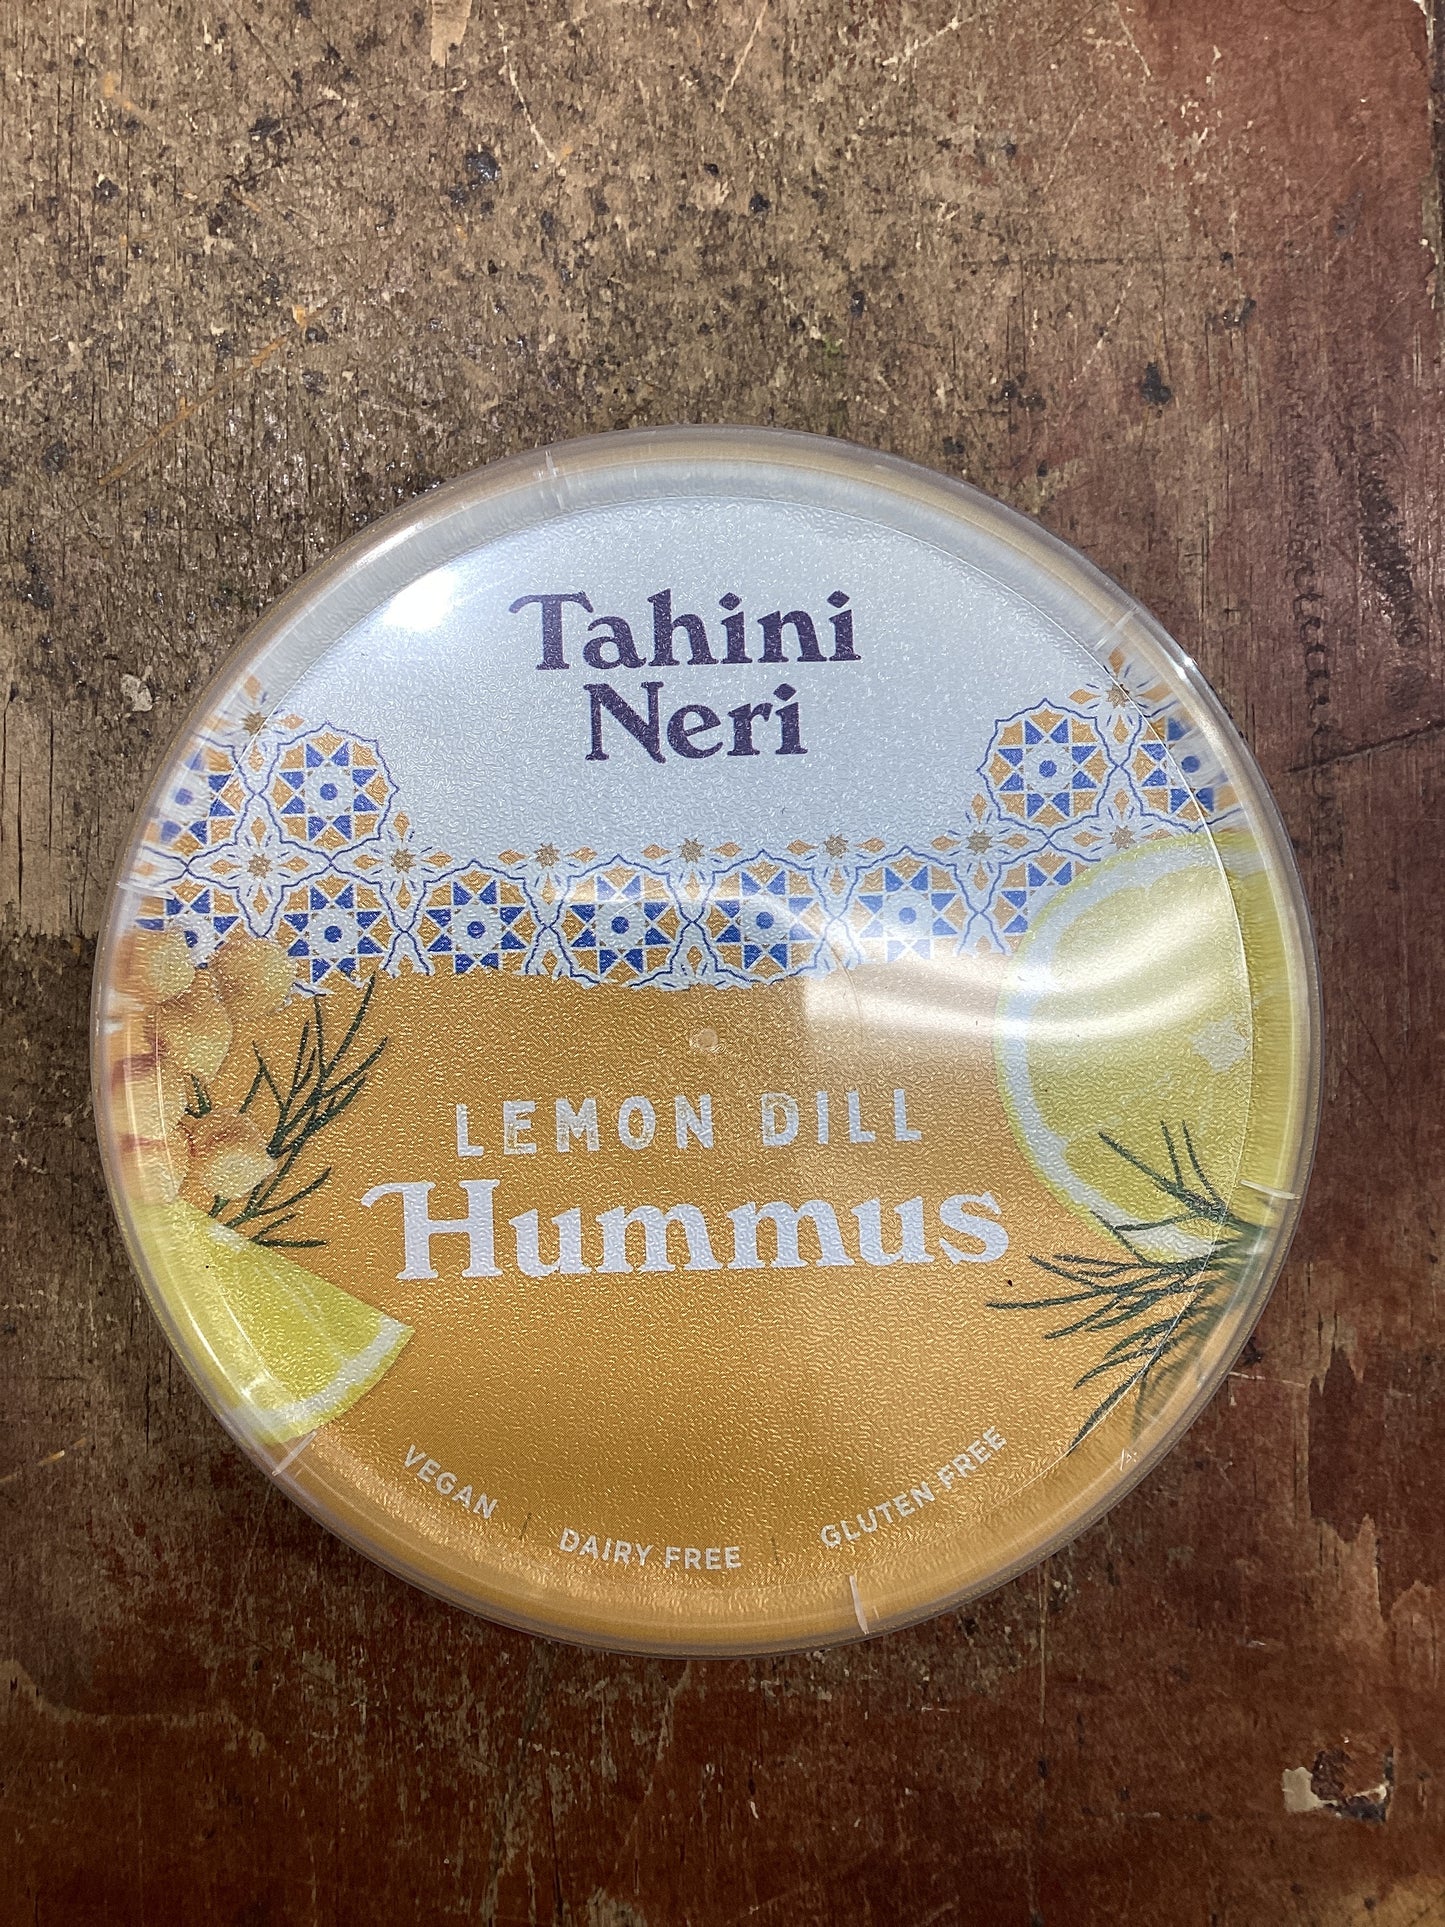 Tahini
Neri
LEMON DILL
Hummus
VEGAN
DAIRY FREE
GLUTEN FREE